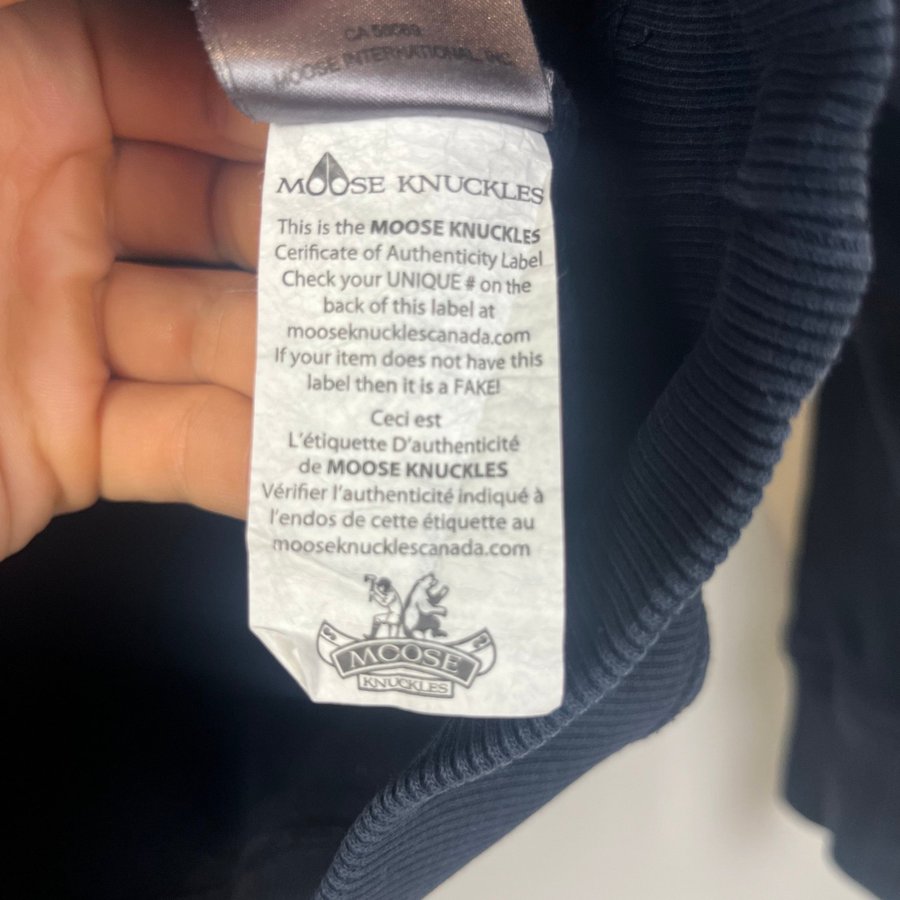 CA 56089
MOOSE INTERNATIONAL INC.
MOOSE KNUCKLES
This is the MOOSE KNUCKLES
Cerificate of Authenticity Label
Check your UNIQUE # on the
back of this label at
mooseknucklescanada.com
If your item does not have this
label then it is a FAKE!
Ceci est
L'étiquette D'authenticité
de MOOSE KNUCKLES
Vérifier l'authenticité indiqué à
l'endos de cette étiquette au
mooseknucklescanada.com
MOOSE
KNUCKLES